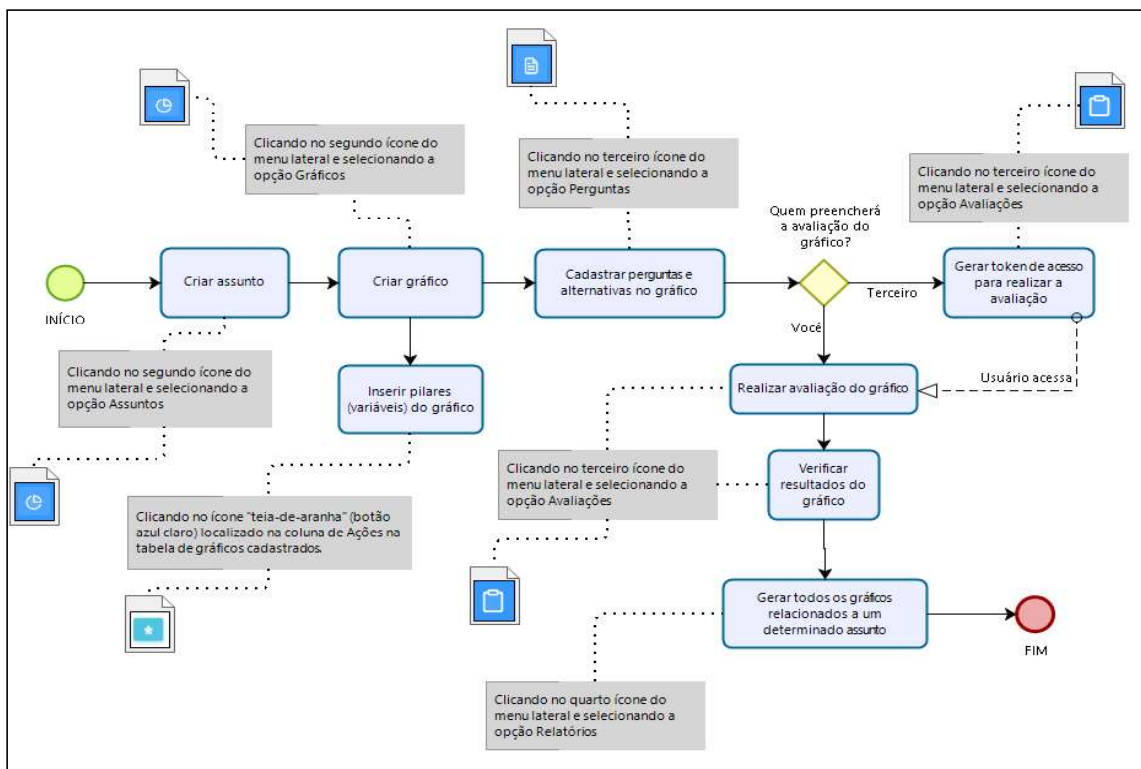 Clicando no segundo ícone do
menu lateral e selecionando a
opção Gráficos
Clicando no terceiro ícone do
menu lateral e selecionando a
opção Perguntas
Clicando no terceiro ícone do
menu lateral e selecionando a
opção Avaliações
Quem preencherá
a avaliação do
gráfico?
INÍCIO
Criar assunto
Criar gráfico
Cadastrar perguntas e
alternativas no gráfico
Terceiro
Gerar token de acesso
para realizar a
avaliação
Você
Clicando no segundo ícone do
menu lateral e selecionando a
opção Assuntos
Inserir pilares
(variáveis) do gráfico
Realizar avaliação do gráfico
Usuário acessa
Clicando no terceiro ícone do
menu lateral e selecionando a
opção Avaliações
Verificar
resultados do
gráfico
Clicando no ícone "teia-de-aranha" (botão
azul claro) localizado na coluna de Ações na
tabela de gráficos cadastrados.
Gerar todos os gráficos
relacionados a um
determinado assunto
FIM
Clicando no quarto ícone do
menu lateral e selecionando a
opção Relatórios